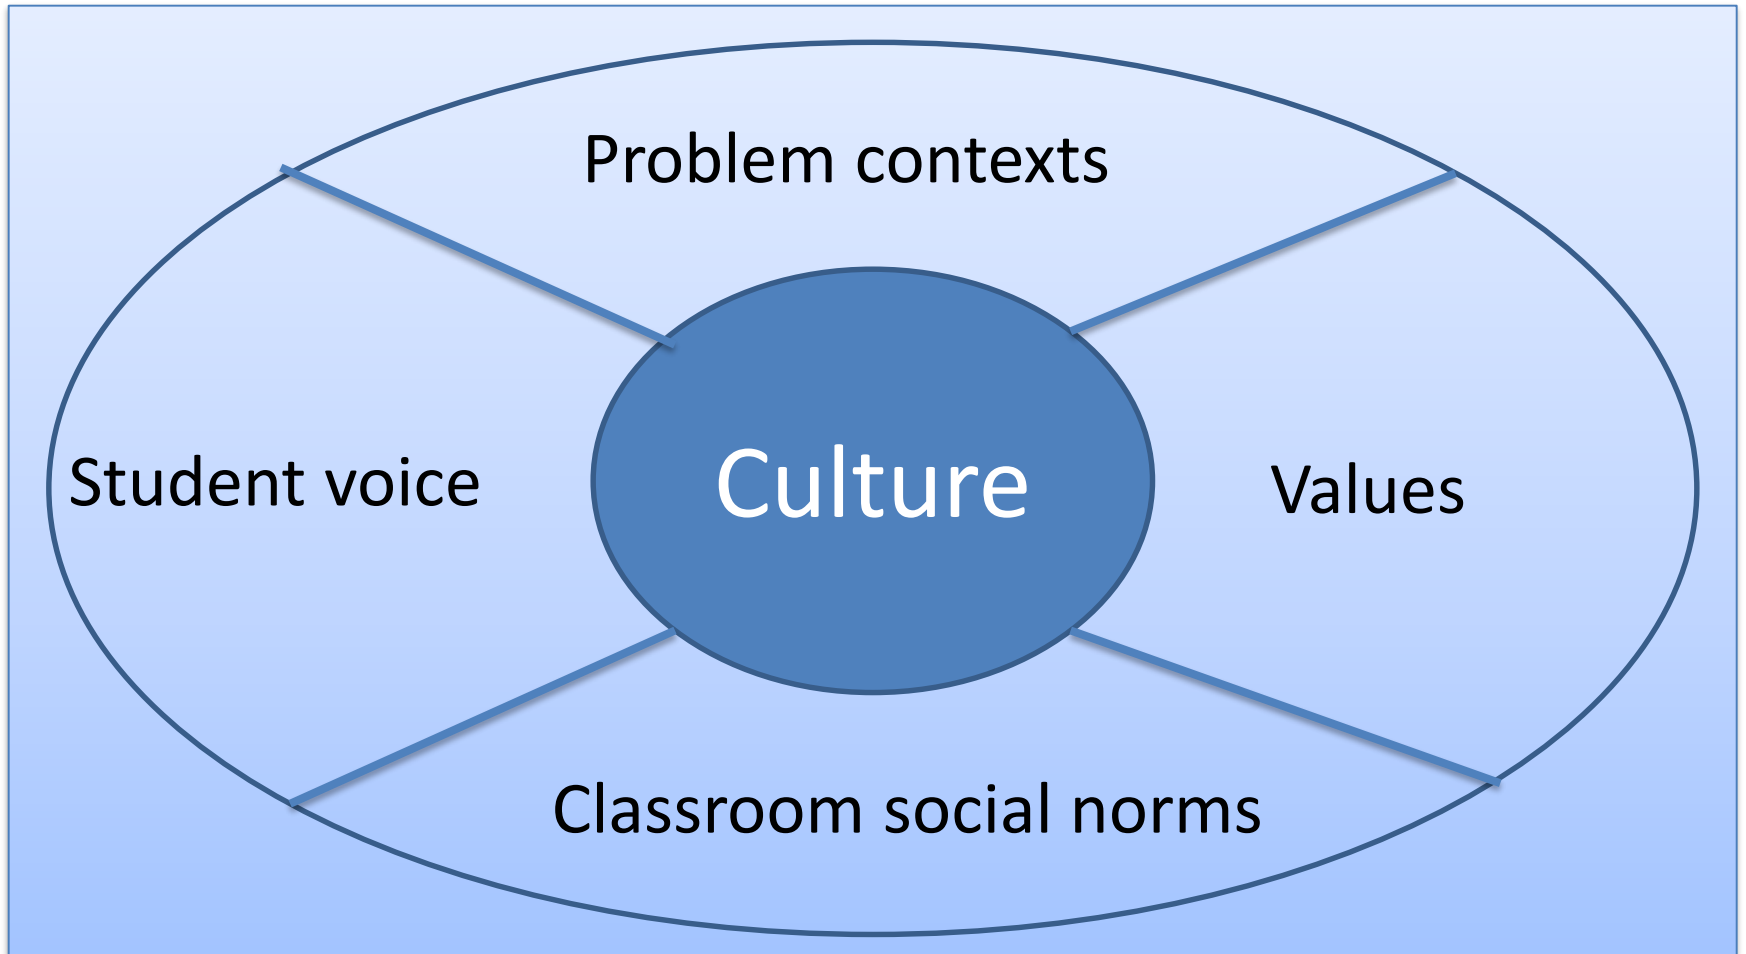 Problem contexts
Student voice
Culture
Values
Classroom social norms